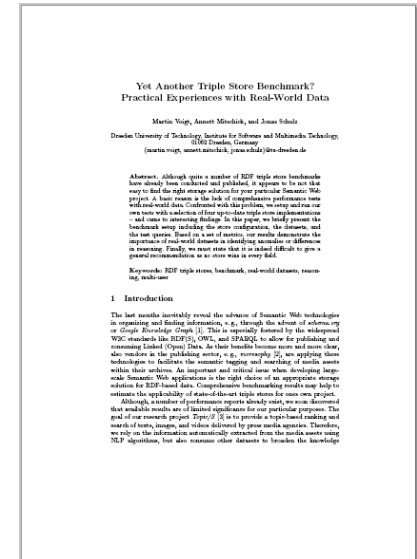 Yet Another Triple Store Benchmark?
Practical Experiences with Real-World Data
Martin Voigt, Annett Mitschick, and Jonas Schulz
Dresden University of Technology, Institute for Software and Multimedia Technology,
01062 Dresden, Germany
{martin.voigt, annett.mitschick, jonas.schulz}@tu-dresden.de
Abstract. Although quite a number of RDF triple store benchmarks
have already been conducted and published, it appears to be not that
easy to find the right storage solution for your particular Semantic Web
project. A basic reason is the lack of comprehensive performance tests
with real-world data. Confronted with this problem, we setup and ran our
own tests with a selection of four up-to-date triple store implementations
– and came to interesting findings. In this paper, we briefly present the
benchmark setup including the store configuration, the datasets, and
the test queries. Based on a set of metrics, our results demonstrate the
importance of real-world datasets in identifying anomalies or differences
in reasoning. Finally, we must state that it is indeed difficult to give a
general recommendation as no store wins in every field.
Keywords: RDF triple stores, benchmark, real-world datasets, reason-
ing, multi-user
1 Introduction
The last months inevitably reveal the advance of Semantic Web technologies
in organizing and finding information, e.g., through the advent of schema.org
or Google Knowledge Graph [1]. This is especially fostered by the widespread
W3C standards like RDF(S), OWL, and SPARQL to allow for publishing and
consuming Linked (Open) Data. As their benefits become more and more clear,
also vendors in the publishing sector, e.g., moresophy [2], are applying these
technologies to facilitate the semantic tagging and searching of media assets
within their archives. An important and critical issue when developing large-
scale Semantic Web applications is the right choice of an appropriate storage
solution for RDF-based data. Comprehensive benchmarking results may help to
estimate the applicability of state-of-the-art triple stores for ones own project.
Although, a number of performance reports already exist, we soon discovered
that available results are of limited significance for our particular purposes. The
goal of our research project Topic/S [3] is to provide a topic-based ranking and
search of texts, images, and videos delivered by press media agencies. Therefore,
we rely on the information automatically extracted from the media assets using
NLP algorithms, but also consume other datasets to broaden the knowledge